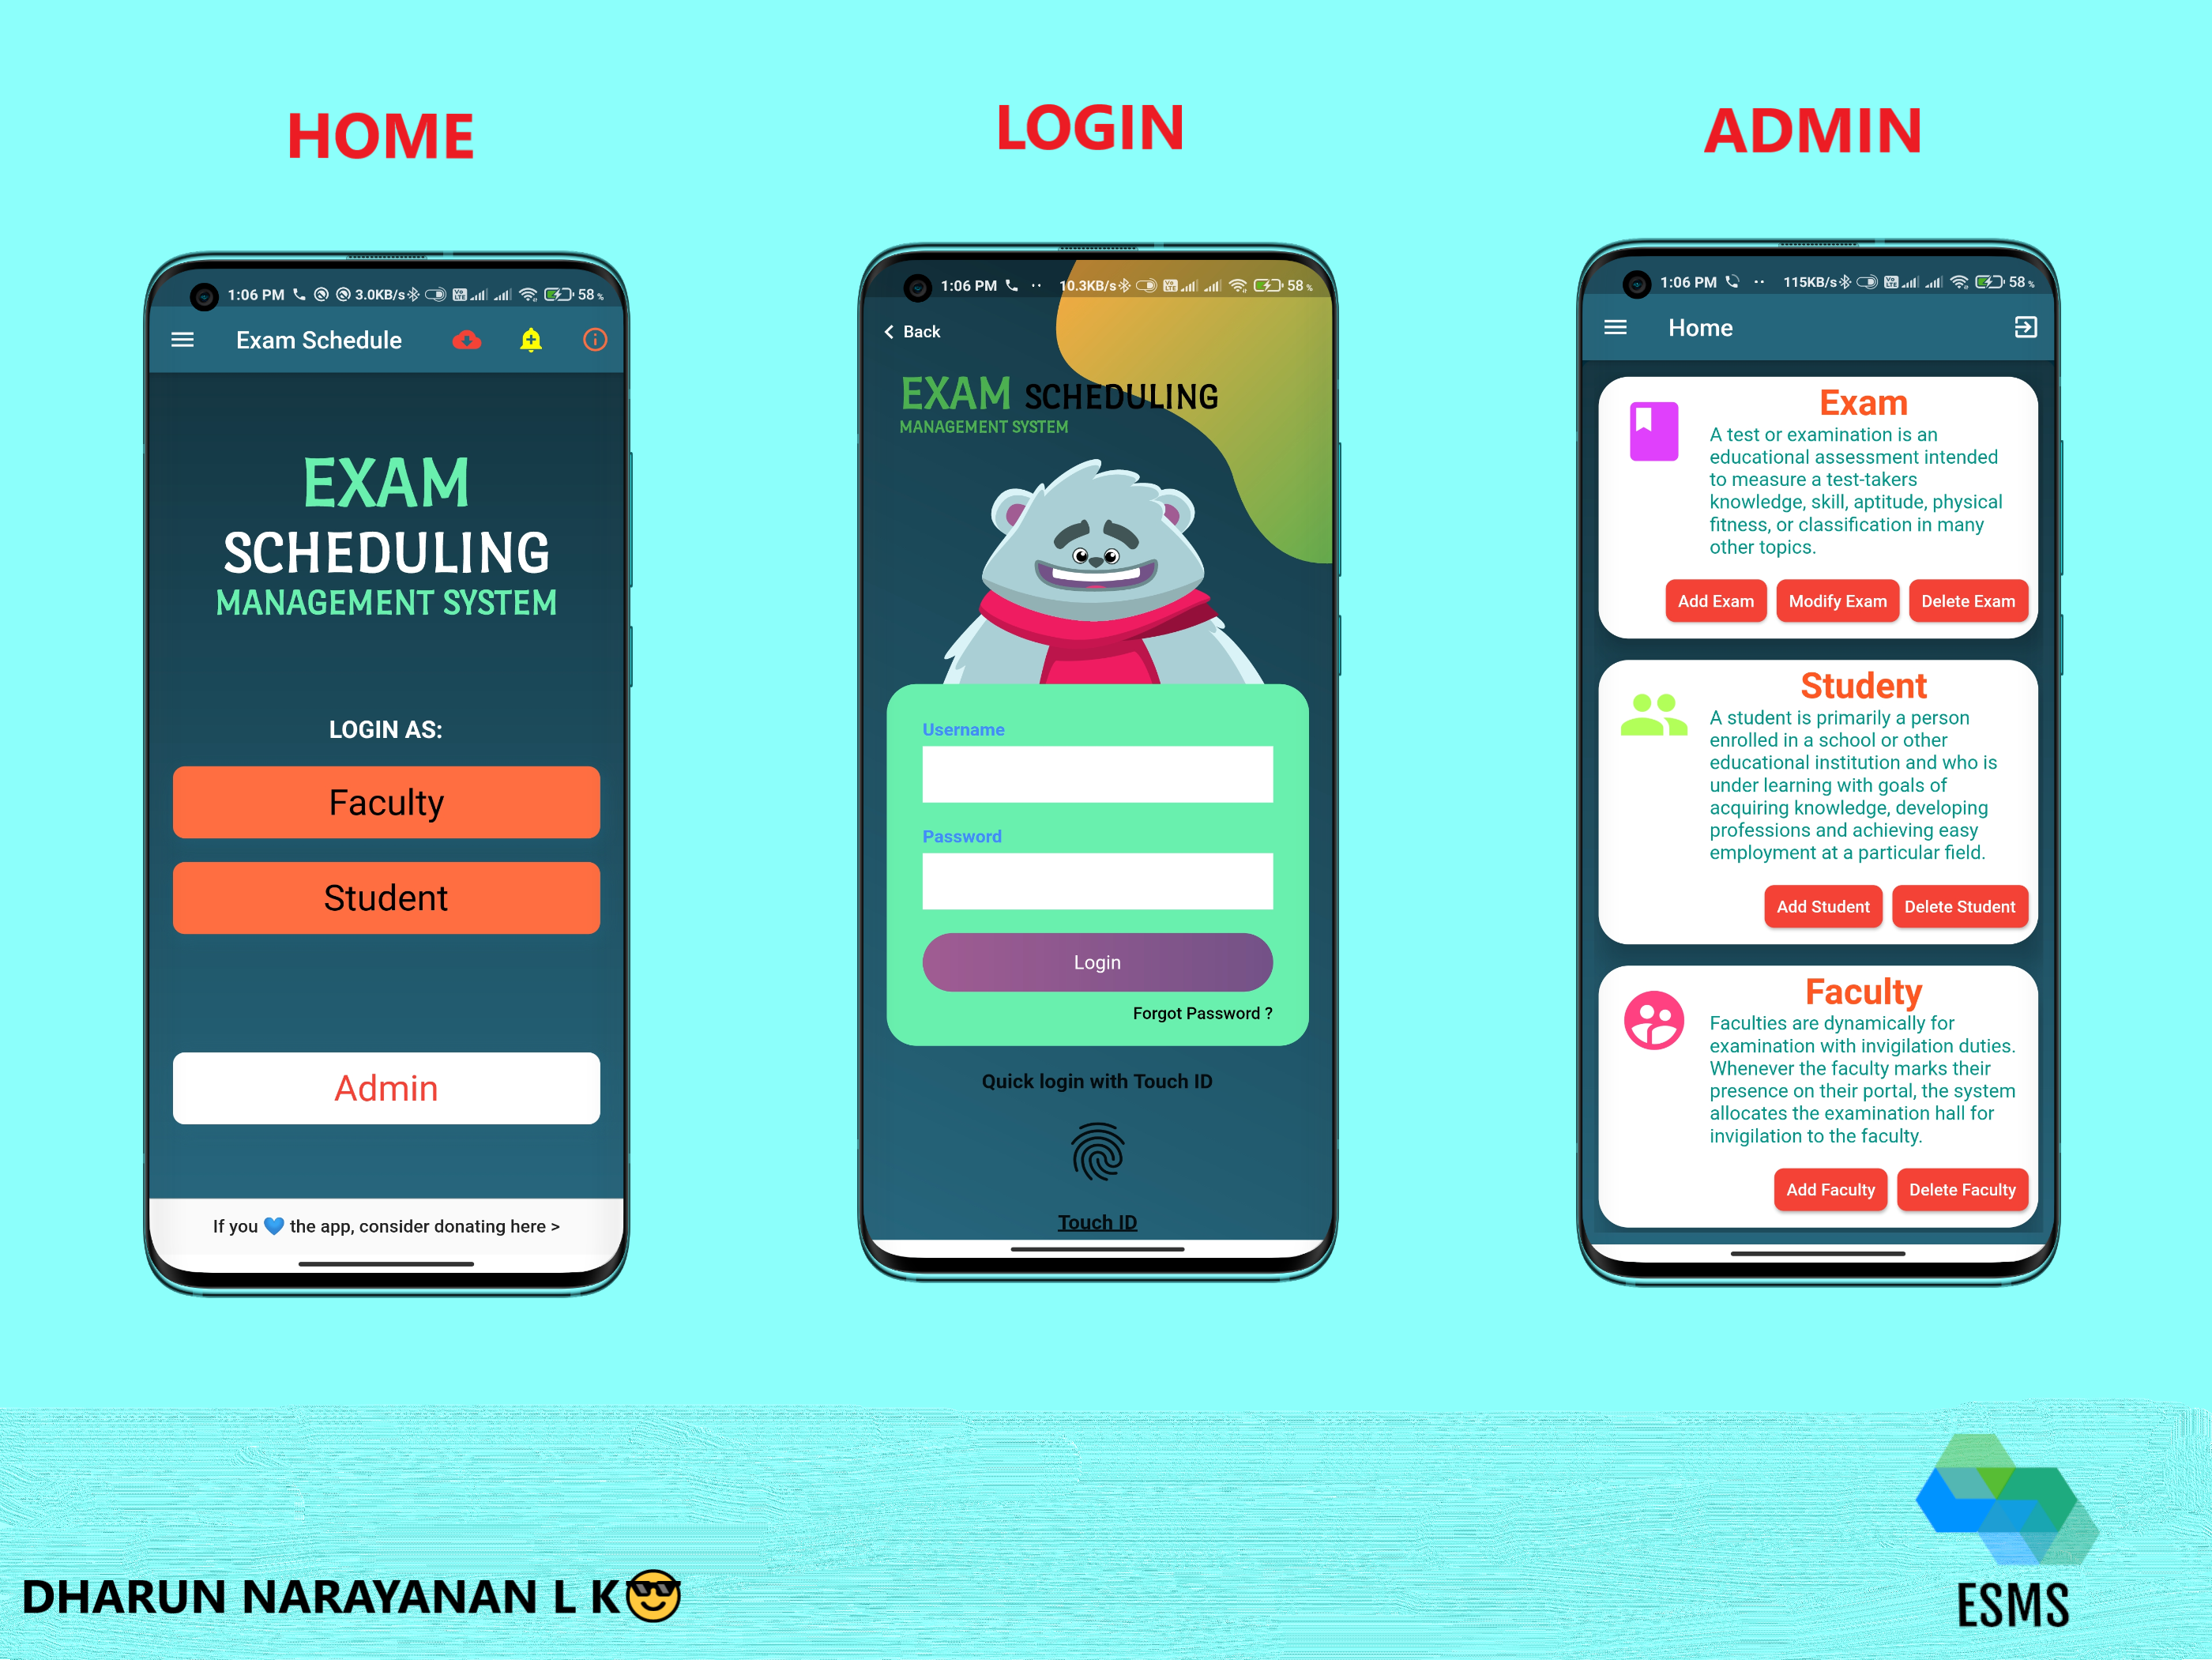 HOME
1:06 PM 3.0KB/s 58%
Exam Schedule
EXAM
SCHEDULING
MANAGEMENT SYSTEM
LOGIN AS:
Faculty
Student
Admin
If you 💙 the app, consider donating here >
LOGIN
1:06 PM 10.3KB/s 58%
Back
EXAM SCHEDULING
MANAGEMENT SYSTEM
Username
Password
Login
Forgot Password ?
Quick login with Touch ID
Touch ID
ADMIN
1:06 PM 115KB/s 58%
Home
Exam
A test or examination is an
educational assessment intended
to measure a test-takers
knowledge, skill, aptitude, physical
fitness, or classification in many
other topics.
Add Exam Modify Exam Delete Exam
Student
A student is primarily a person
enrolled in a school or other
educational institution and who is
under learning with goals of
acquiring knowledge, developing
professions and achieving easy
employment at a particular field.
Add Student Delete Student
Faculty
Faculties are dynamically for
examination with invigilation duties.
Whenever the faculty marks their
presence on their portal, the system
allocates the examination hall for
invigilation to the faculty.
Add Faculty Delete Faculty
DHARUN NARAYANAN L K😎
ESMS